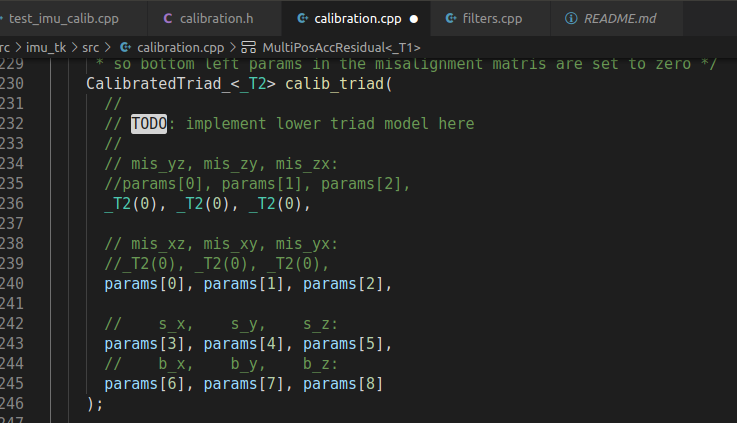 test_imu_calib.cpp
calibration.h
calibration.cpp
filters.cpp
README.md
rc > imu_tk > src > calibration.cpp > MultiPosAccResidual<_T1>
229 * so bottom left params in the misalignment matris are set to zero */
230 CalibratedTriad_<_T2> calib_triad(
231 //
232 // TODO: implement lower triad model here
233 //
234 // mis_yz, mis_zy, mis_zx:
235 //params[0], params[1], params[2],
236 _T2(0), _T2(0), _T2(0),
237
238 // mis_xz, mis_xy, mis_yx:
239 //_T2(0), _T2(0), _T2(0),
240 params[0], params[1], params[2],
241
242 // s_x, s_y, s_z:
243 params[3], params[4], params[5],
244 // b_x, b_y, b_z:
245 params[6], params[7], params[8]
246 );
247